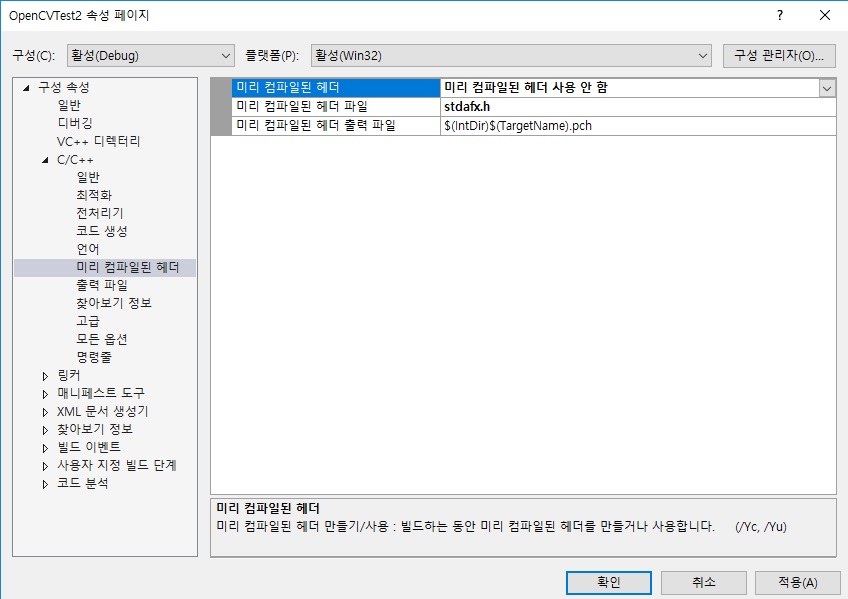 OpenCVTest2 속성 페이지
구성(C): 활성(Debug) 플랫폼(P): 활성(Win32) 구성 관리자(O)...
구성 속성
일반
디버깅
VC++ 디렉터리
C/C++
일반
최적화
전처리기
코드 생성
언어
미리 컴파일된 헤더
출력 파일
찾아보기 정보
고급
모든 옵션
명령줄
링커
매니페스트 도구
XML 문서 생성기
찾아보기 정보
빌드 이벤트
사용자 지정 빌드 단계
코드 분석
미리 컴파일된 헤더 미리 컴파일된 헤더 사용 안 함
미리 컴파일된 헤더 파일 stdafx.h
미리 컴파일된 헤더 출력 파일 $(IntDir)$(TargetName).pch
미리 컴파일된 헤더
미리 컴파일된 헤더 만들기/사용 : 빌드하는 동안 미리 컴파일된 헤더를 만들거나 사용합니다. (/Yc, /Yu)
확인 취소 적용(A)